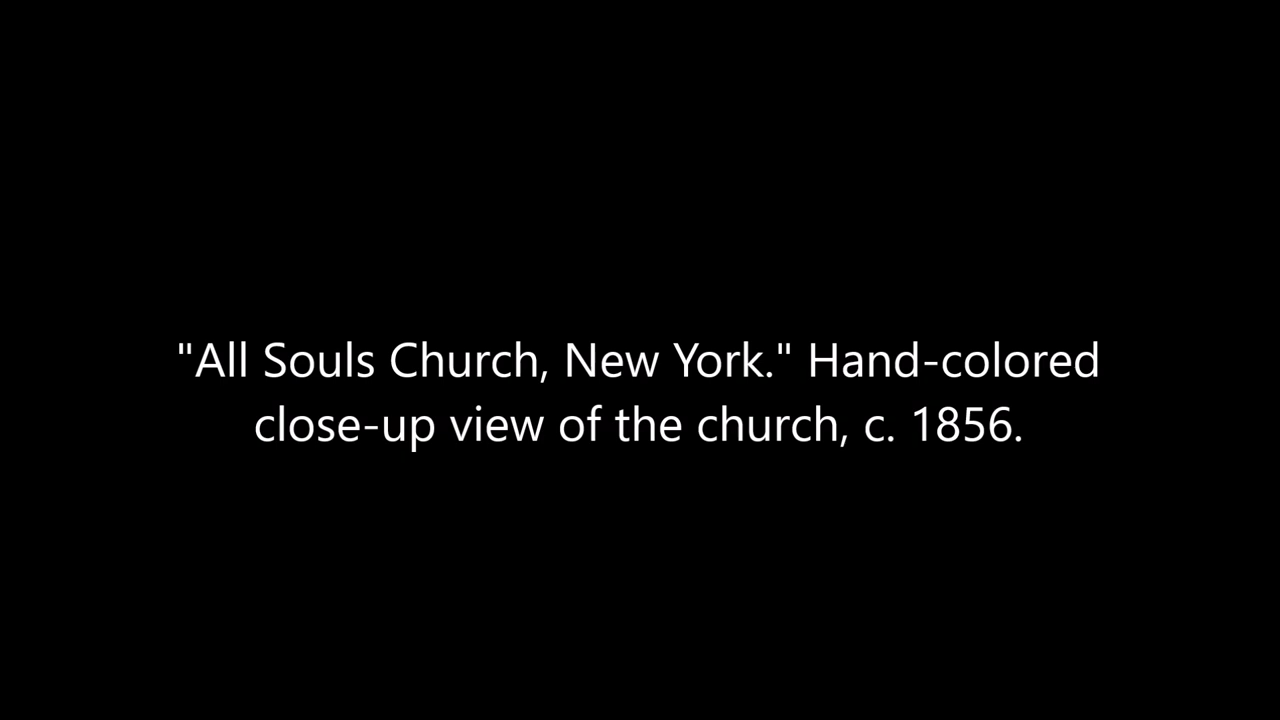 "All Souls Church, New York." Hand-colored
close-up view of the church, c. 1856.